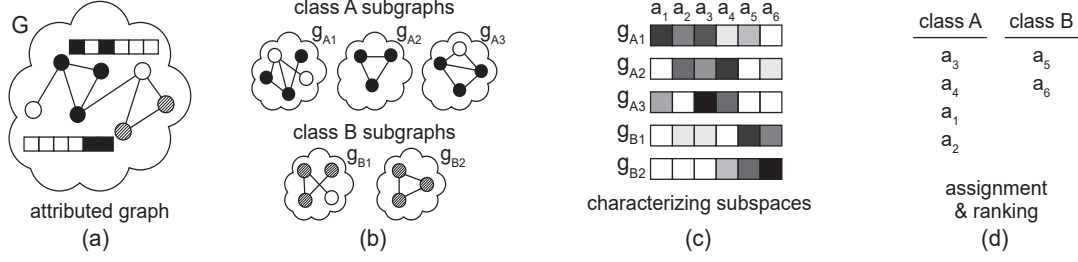 G
attributed graph
(a)
class A subgraphs
g_A1 g_A2 g_A3
class B subgraphs
g_B1 g_B2
(b)
a_1 a_2 a_3 a_4 a_5 a_6
g_A1
g_A2
g_A3
g_B1
g_B2
characterizing subspaces
(c)
class A class B
a_3 a_5
a_4 a_6
a_1
a_2
assignment
& ranking
(d)